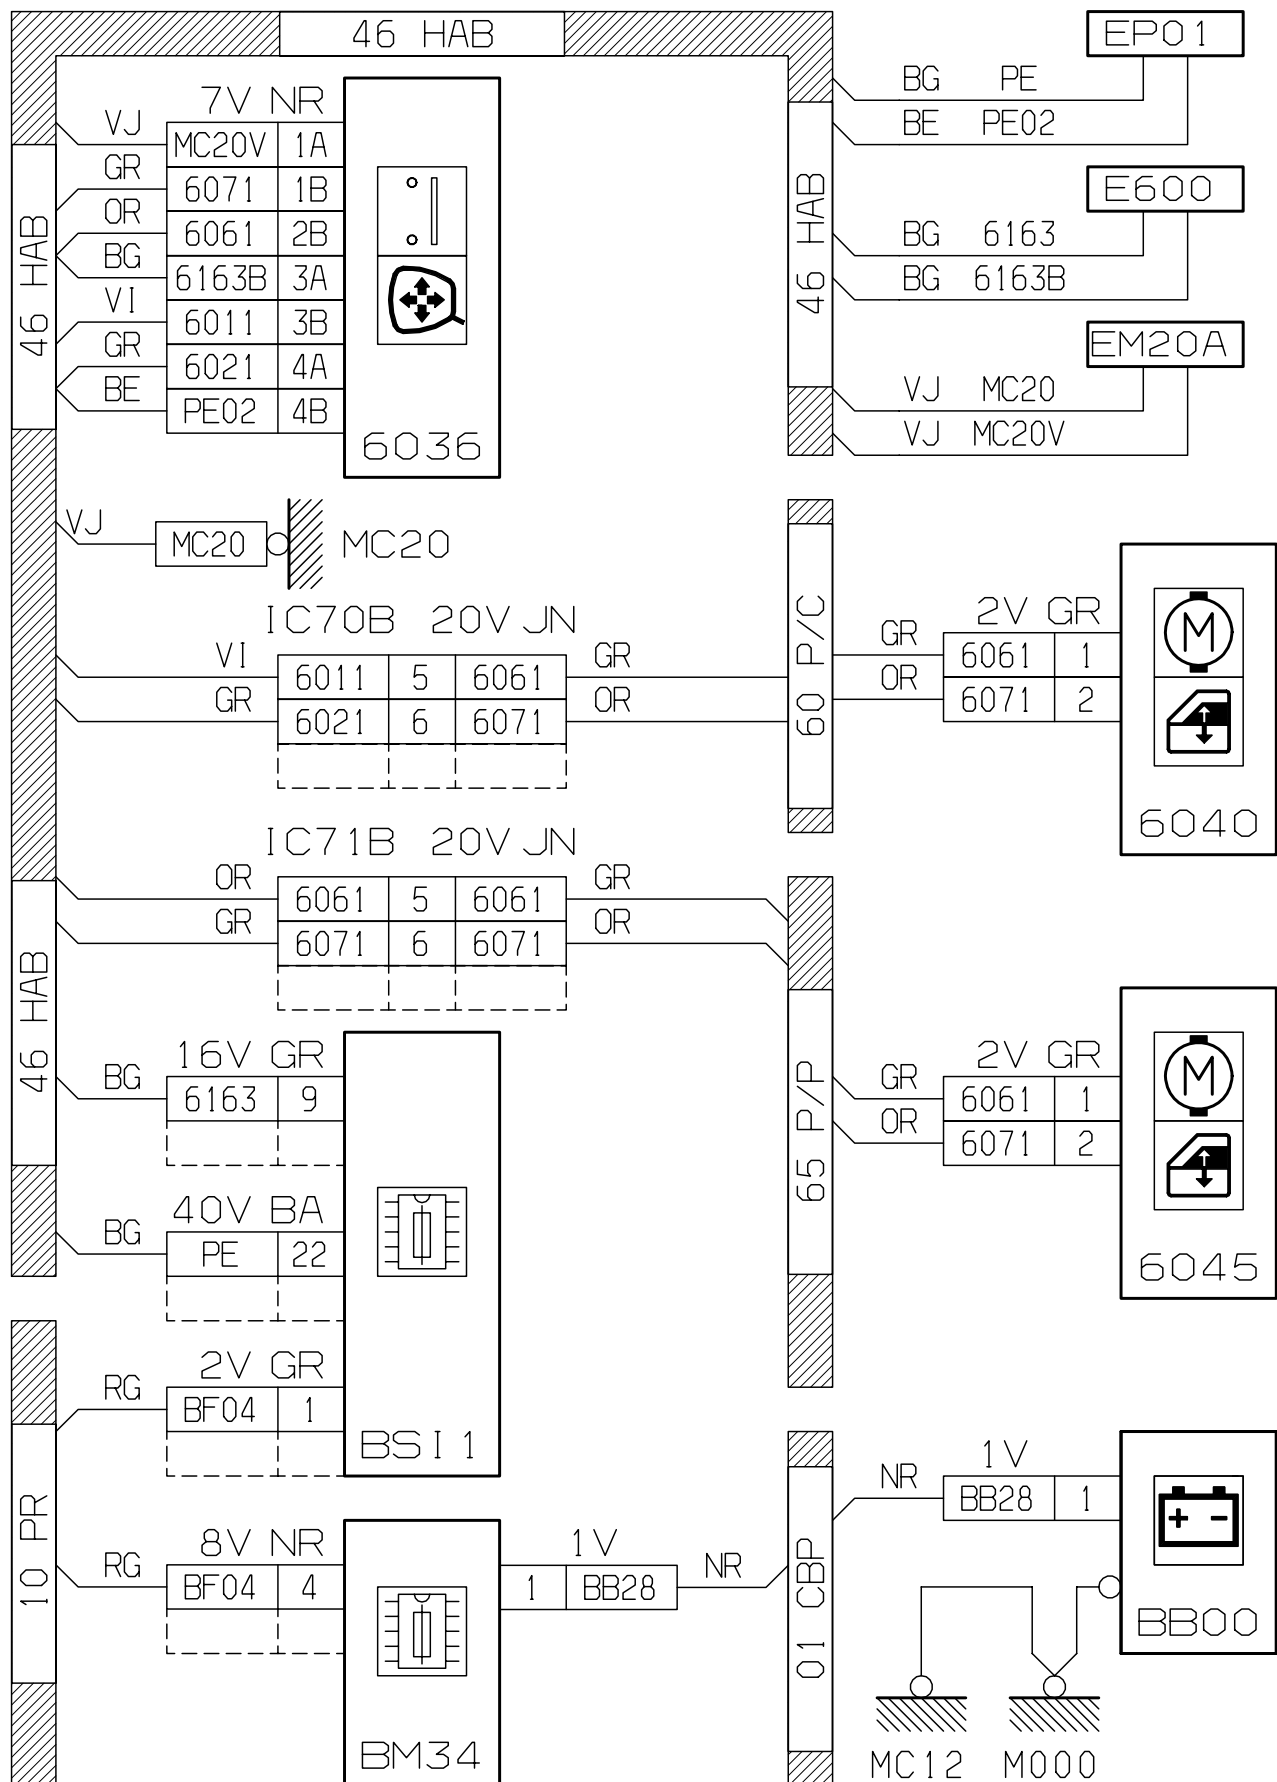 46 HAB
EP01
BG PE
BE PE02
E600
BG 6163
BG 6163B
EM20A
VJ MC20
VJ MC20V
46 HAB
46 HAB
7V NR
VJ MC20V 1A
GR 6071 1B
OR 6061 2B
BG 6163B 3A
VI 6011 3B
GR 6021 4A
BE PE02 4B
6036
VJ MC20 MC20
IC70B 20V JN
VI 6011 5 6061 GR
GR 6021 6 6071 OR
60 P/C
2V GR
GR 6061 1
OR 6071 2
M
6040
IC71B 20V JN
OR 6061 5 6061 GR
GR 6071 6 6071 OR
46 HAB
65 P/P
2V GR
GR 6061 1
OR 6071 2
M
6045
16V GR
BG 6163 9
40V BA
BG PE 22
2V GR
RG BF04 1
BSI1
10 PR
8V NR
RG BF04 4
BM34
1V
1 BB28 NR
01 CBP
1V
NR BB28 1
+ -
BB00
MC12 M000